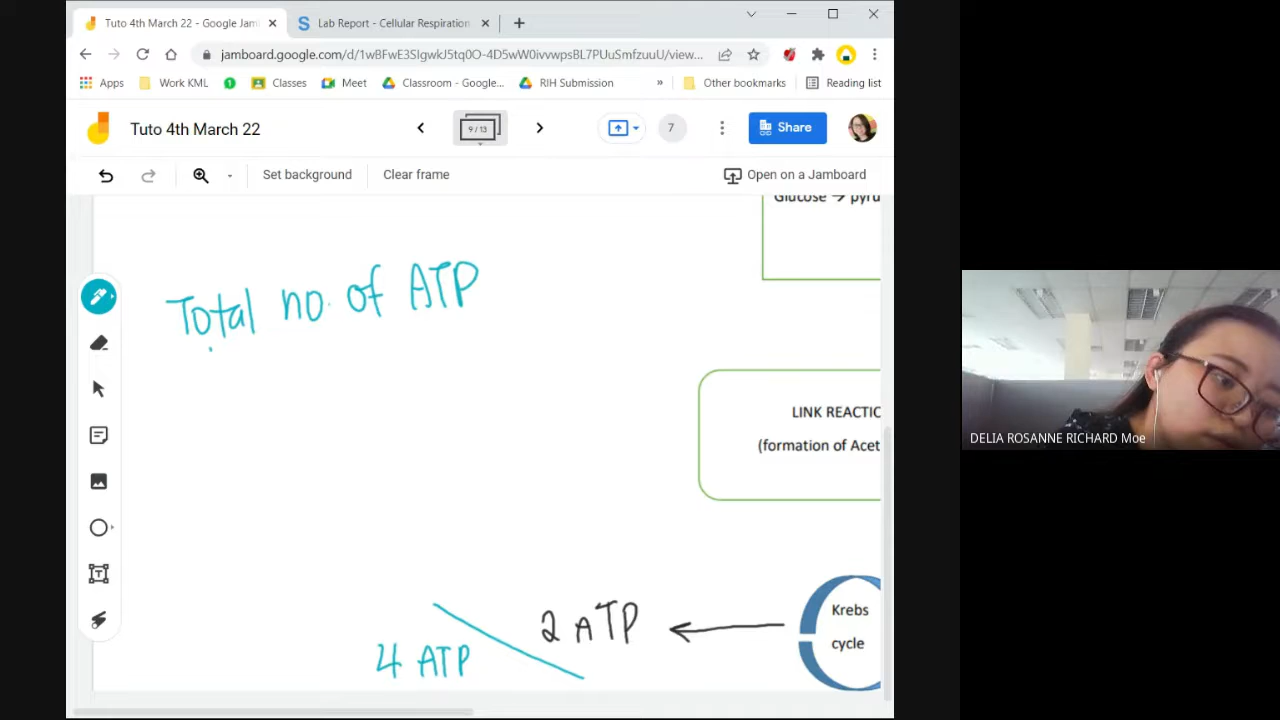 Tuto 4th March 22 - Google Jam
Lab Report - Cellular Respiration
jamboard.google.com/d/1wBFwE3SIgwkJ5tq0O-4D5wW0ivvwpsBL7PUuSmfzuuU/view...
Apps
Work KML
1
Classes
Meet
Classroom - Google...
RIH Submission
»
Other bookmarks
Reading list
Tuto 4th March 22
9 / 13
7
Share
Set background
Clear frame
Open on a Jamboard
Glucose → pyru
Total no. of ATP
LINK REACTIC
(formation of Acet
DELIA ROSANNE RICHARD Moe
2 ATP
Krebs
cycle
4 ATP